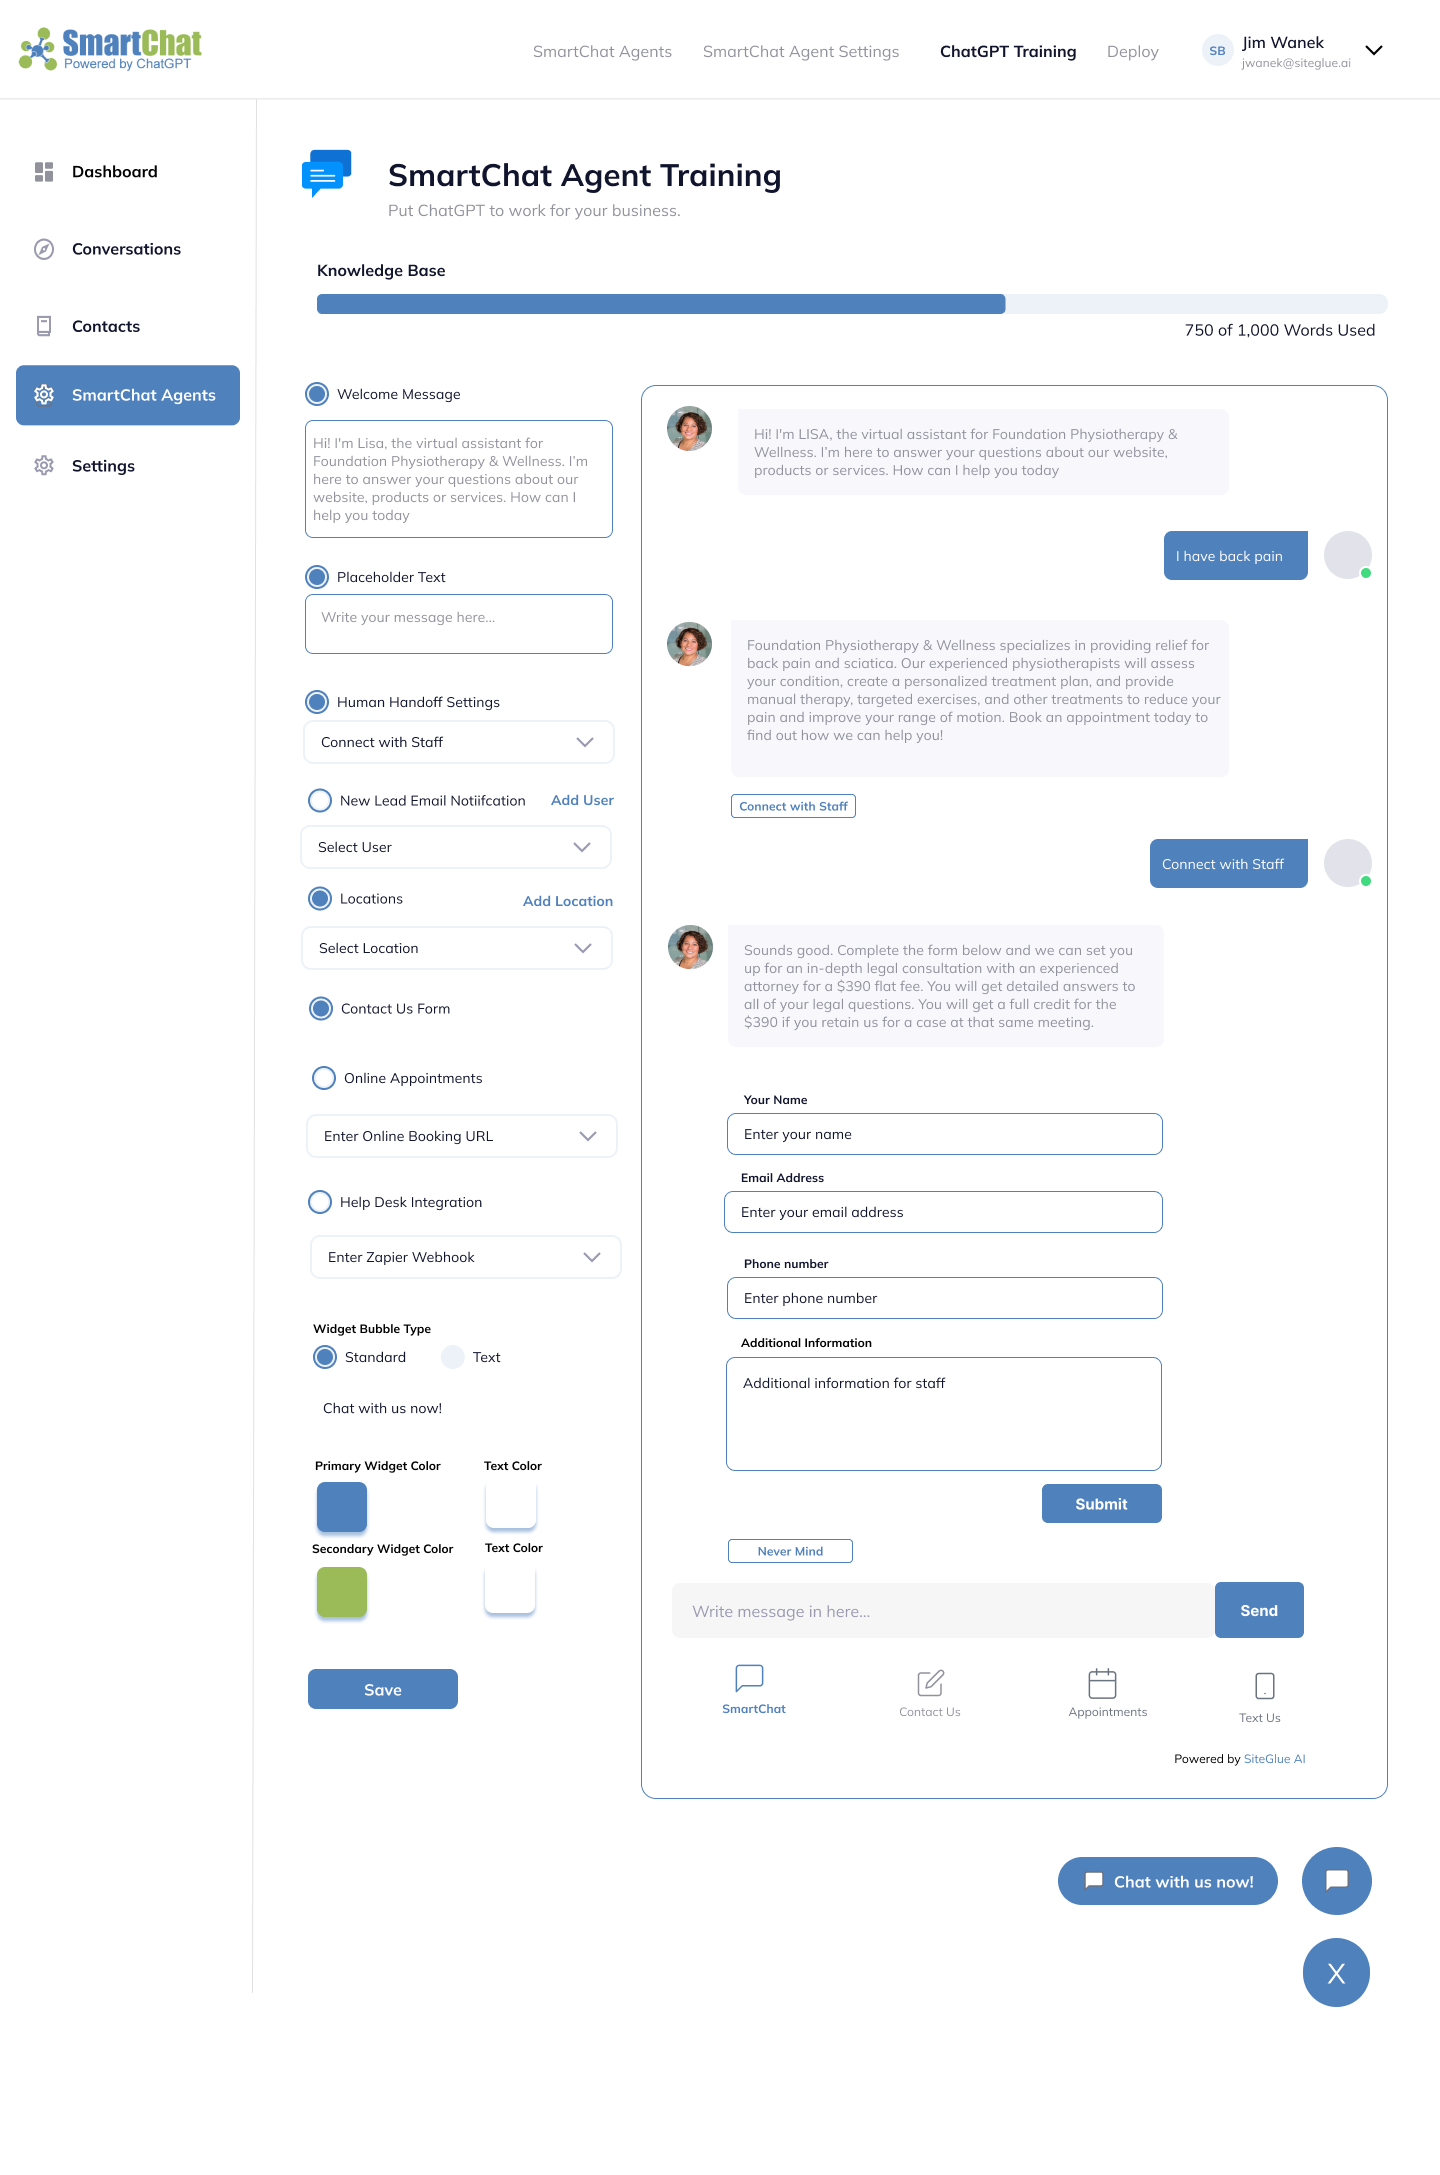 SmartChat
Powered by ChatGPT
SmartChat Agents
SmartChat Agent Settings
ChatGPT Training
Deploy
SB
Jim Wanek
jwanek@siteglue.ai
Dashboard
Conversations
Contacts
SmartChat Agents
Settings
SmartChat Agent Training
Put ChatGPT to work for your business.
Knowledge Base
750 of 1,000 Words Used
Welcome Message
Hi! I'm Lisa, the virtual assistant for
Foundation Physiotherapy & Wellness. I'm
here to answer your questions about our
website, products or services. How can I
help you today
Placeholder Text
Write your message here...
Human Handoff Settings
Connect with Staff
New Lead Email Notiifcation
Add User
Select User
Locations
Add Location
Select Location
Contact Us Form
Online Appointments
Enter Online Booking URL
Help Desk Integration
Enter Zapier Webhook
Widget Bubble Type
Standard
Text
Chat with us now!
Primary Widget Color
Text Color
Secondary Widget Color
Text Color
Save
Hi! I'm LISA, the virtual assistant for Foundation Physiotherapy &
Wellness. I'm here to answer your questions about our website,
products or services. How can I help you today
I have back pain
Foundation Physiotherapy & Wellness specializes in providing relief for
back pain and sciatica. Our experienced physiotherapists will assess
your condition, create a personalized treatment plan, and provide
manual therapy, targeted exercises, and other treatments to reduce your
pain and improve your range of motion. Book an appointment today to
find out how we can help you!
Connect with Staff
Connect with Staff
Sounds good. Complete the form below and we can set you
up for an in-depth legal consultation with an experienced
attorney for a $390 flat fee. You will get detailed answers to
all of your legal questions. You will get a full credit for the
$390 if you retain us for a case at that same meeting.
Your Name
Enter your name
Email Address
Enter your email address
Phone number
Enter phone number
Additional Information
Additional information for staff
Submit
Never Mind
Write message in here...
Send
SmartChat
Contact Us
Appointments
Text Us
Powered by SiteGlue AI
Chat with us now!
X